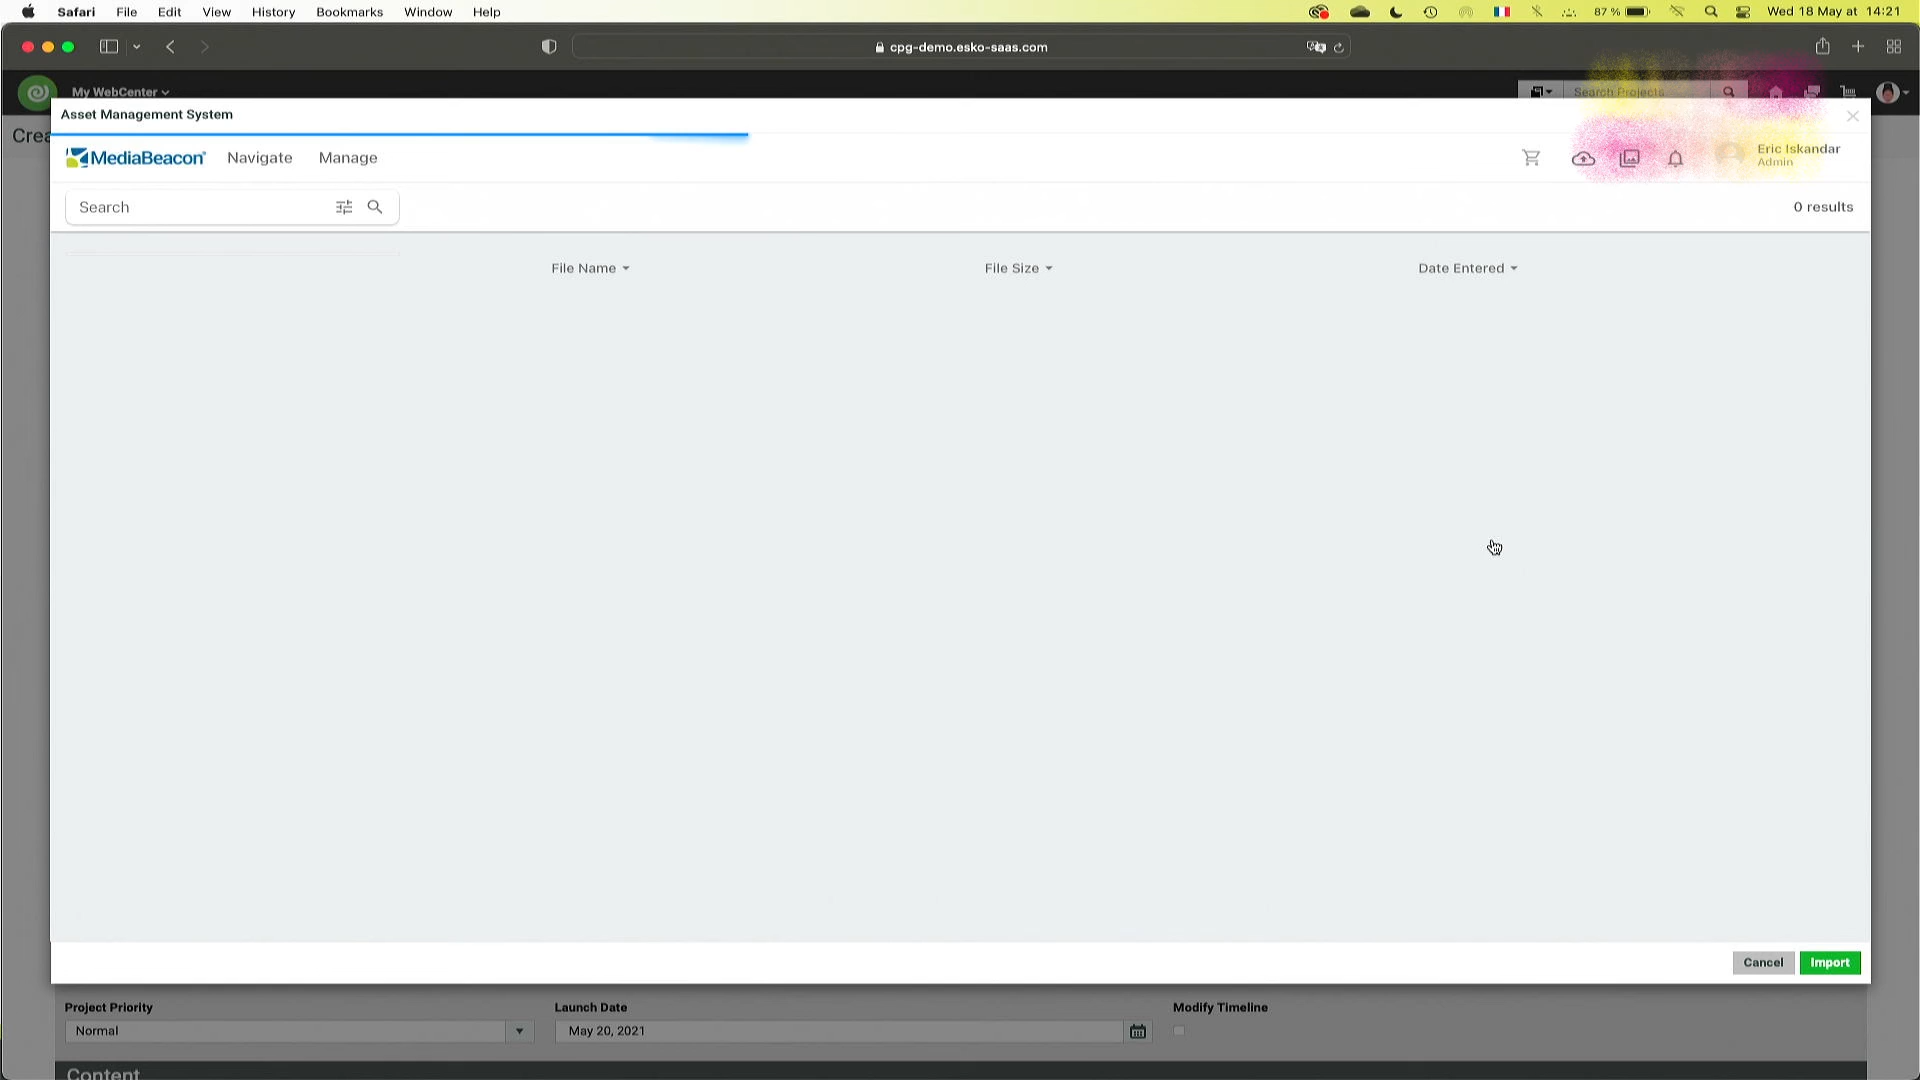 Safari File Edit View History Bookmarks Window Help 87 % Wed 18 May at 14:21
cpg-demo.esko-saas.com
My WebCenter Search Projects
Crea
Asset Management System
MediaBeacon Navigate Manage Eric Iskandar
Admin
Search 0 results
File Name File Size Date Entered
Cancel Import
Project Priority Launch Date Modify Timeline
Normal May 20, 2021
Content